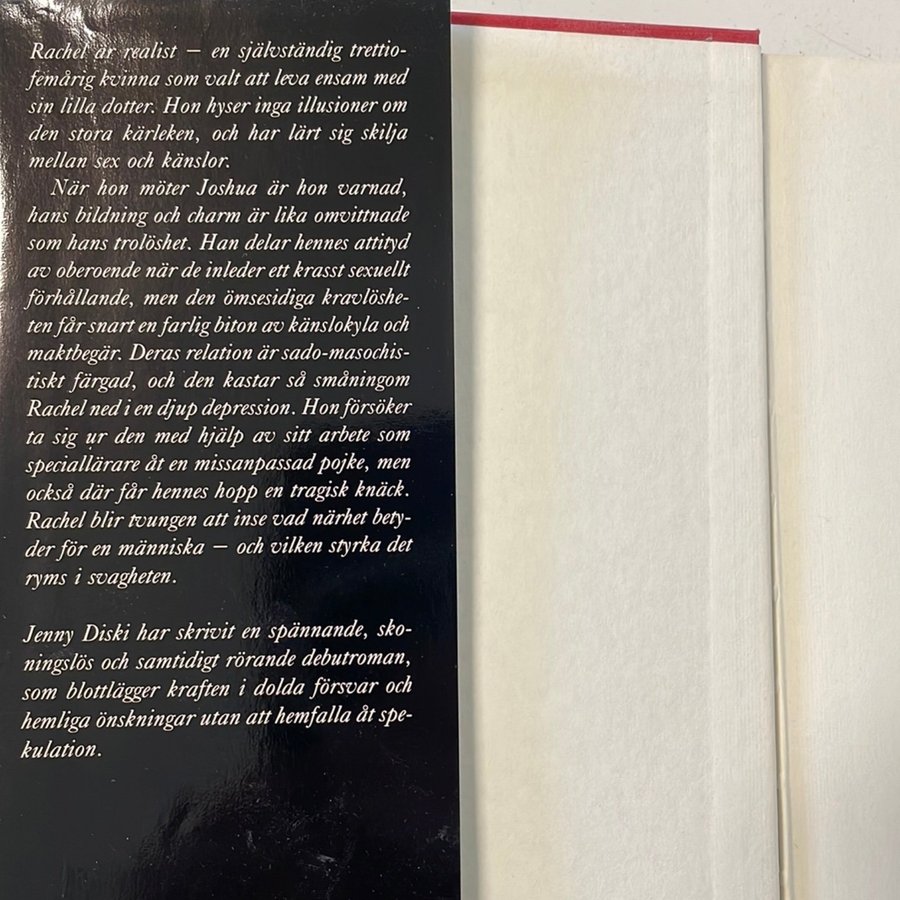 Rachel är realist – en självständig trettio-
femårig kvinna som valt att leva ensam med
sin lilla dotter. Hon hyser inga illusioner om
den stora kärleken, och har lärt sig skilja
mellan sex och känslor.
När hon möter Joshua är hon varnad,
hans bildning och charm är lika omvittnade
som hans trolöshet. Han delar hennes attityd
av oberoende när de inleder ett krasst sexuellt
förhållande, men den ömsesidiga kravlöshe-
ten får snart en farlig biton av känslokyla och
maktbegär. Deras relation är sado-masochis-
tiskt färgad, och den kastar så småningom
Rachel ned i en djup depression. Hon försöker
ta sig ur den med hjälp av sitt arbete som
speciallärare åt en missanpassad pojke, men
också där får hennes hopp en tragisk knäck.
Rachel blir tvungen att inse vad närhet bety-
der för en människa – och vilken styrka det
ryms i svagheten.
Jenny Diski har skrivit en spännande, sko-
ningslös och samtidigt rörande debutroman,
som blottlägger kraften i dolda försvar och
hemliga önskningar utan att hemfalla åt spe-
kulation.